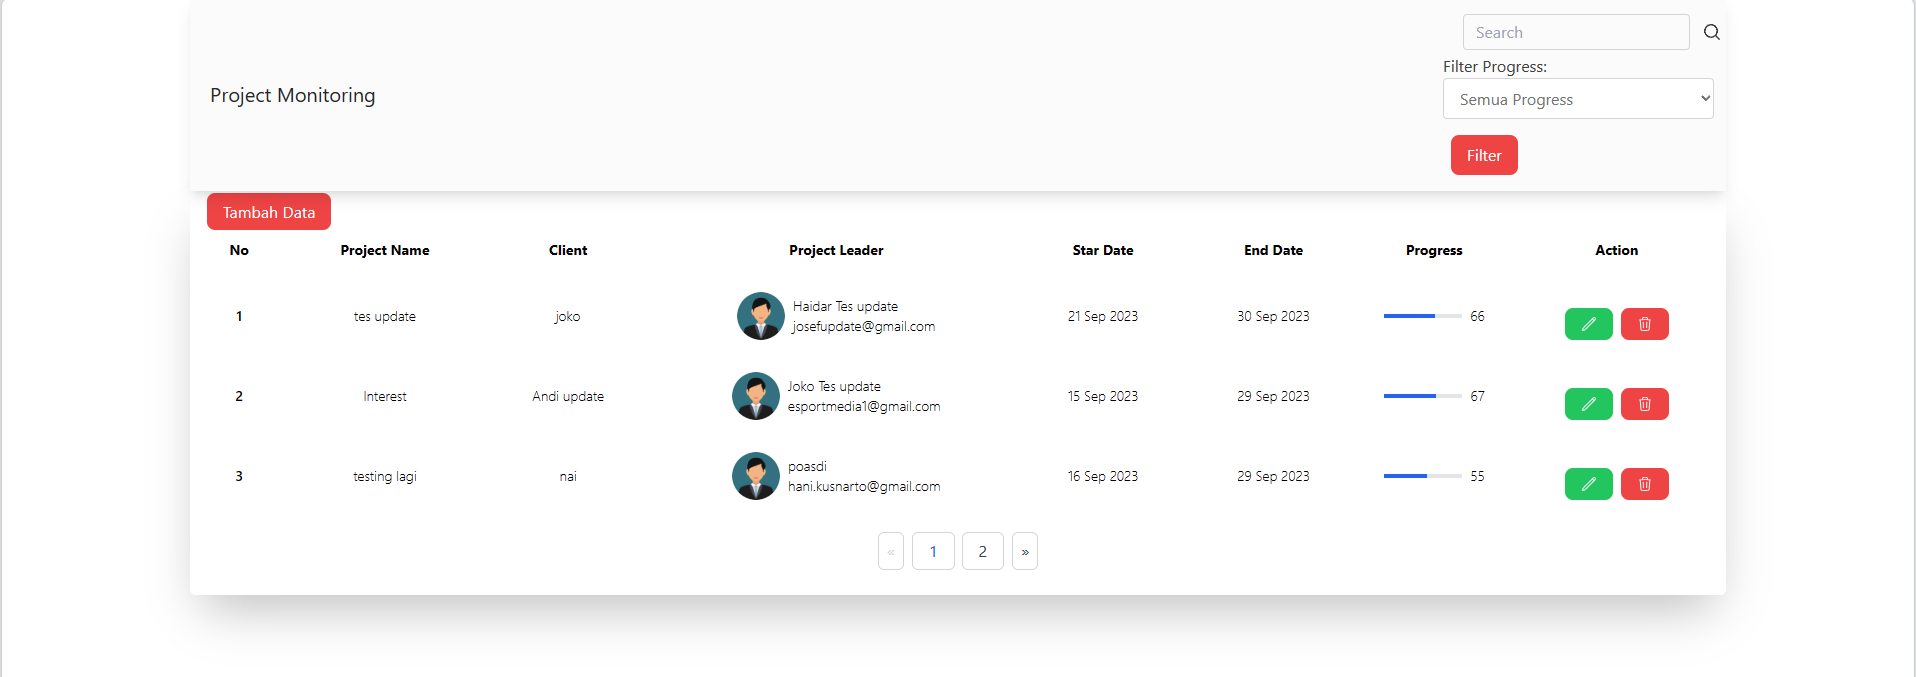 Search
Filter Progress:
Project Monitoring
Semua Progress
Filter
Tambah Data
No Project Name Client Project Leader Star Date End Date Progress Action
1 tes update joko Haidar Tes update josefupdate@gmail.com 21 Sep 2023 30 Sep 2023 66
2 Interest Andi update Joko Tes update esportmedia1@gmail.com 15 Sep 2023 29 Sep 2023 67
3 testing lagi nai poasdi hani.kusnarto@gmail.com 16 Sep 2023 29 Sep 2023 55
« 1 2 »